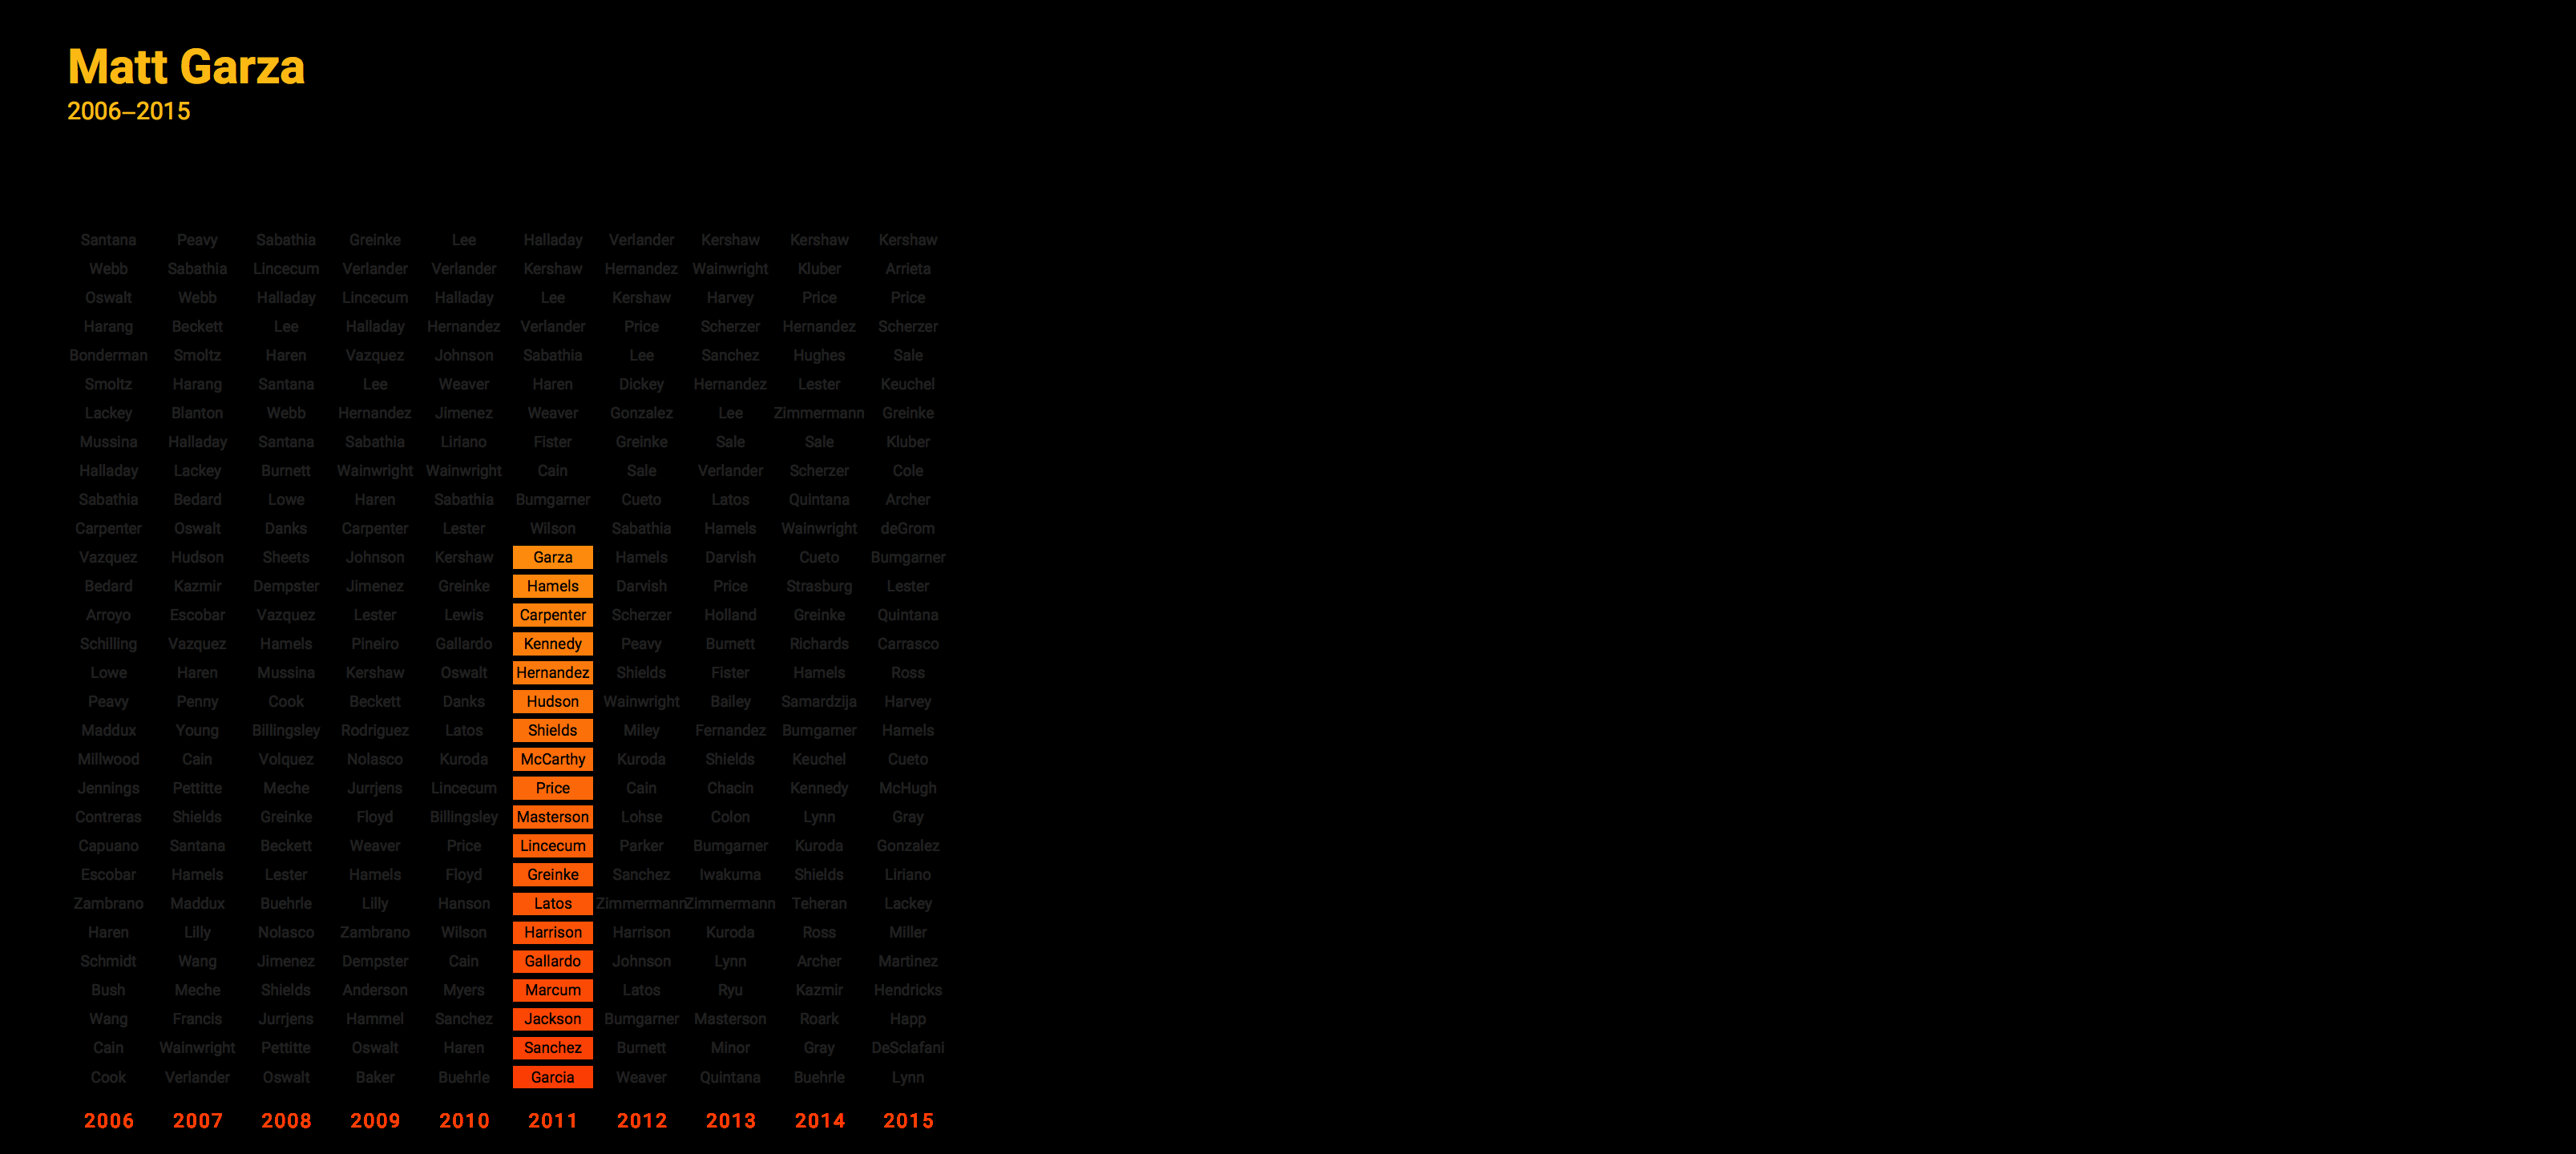 Matt Garza
2006–2015
Santana Peavy Sabathia Greinke Lee Halladay Verlander Kershaw Kershaw Kershaw
Webb Sabathia Lincecum Verlander Verlander Kershaw Hernandez Wainwright Kluber Arrieta
Oswalt Webb Halladay Lincecum Halladay Lee Kershaw Harvey Price Price
Harang Beckett Lee Halladay Hernandez Verlander Price Scherzer Hernandez Scherzer
Bonderman Smoltz Haren Vazquez Johnson Sabathia Lee Sanchez Hughes Sale
Smoltz Harang Santana Lee Weaver Haren Dickey Hernandez Lester Keuchel
Lackey Blanton Webb Hernandez Jimenez Weaver Gonzalez Lee Zimmermann Greinke
Mussina Halladay Santana Sabathia Liriano Fister Greinke Sale Sale Kluber
Halladay Lackey Burnett Wainwright Wainwright Cain Sale Verlander Scherzer Cole
Sabathia Bedard Lowe Haren Sabathia Bumgarner Cueto Latos Quintana Archer
Carpenter Oswalt Danks Carpenter Lester Wilson Sabathia Hamels Wainwright deGrom
Vazquez Hudson Sheets Johnson Kershaw Garza Hamels Darvish Cueto Bumgarner
Bedard Kazmir Dempster Jimenez Greinke Hamels Darvish Price Strasburg Lester
Arroyo Escobar Vazquez Lester Lewis Carpenter Scherzer Holland Greinke Quintana
Schilling Vazquez Hamels Pineiro Gallardo Kennedy Peavy Burnett Richards Carrasco
Lowe Haren Mussina Kershaw Oswalt Hernandez Shields Fister Hamels Ross
Peavy Penny Cook Beckett Danks Hudson Wainwright Bailey Samardzija Harvey
Maddux Young Billingsley Rodriguez Latos Shields Miley Fernandez Bumgarner Hamels
Millwood Cain Volquez Nolasco Kuroda McCarthy Kuroda Shields Keuchel Cueto
Jennings Pettitte Meche Jurrjens Lincecum Price Cain Chacin Kennedy McHugh
Contreras Shields Greinke Floyd Billingsley Masterson Lohse Colon Lynn Gray
Capuano Santana Beckett Weaver Price Lincecum Parker Bumgarner Kuroda Gonzalez
Escobar Hamels Lester Hamels Floyd Greinke Sanchez Iwakuma Shields Liriano
Zambrano Maddux Buehrle Lilly Hanson Latos Zimmermann Zimmermann Teheran Lackey
Haren Lilly Nolasco Zambrano Wilson Harrison Harrison Kuroda Ross Miller
Schmidt Wang Jimenez Dempster Cain Gallardo Johnson Lynn Archer Martinez
Bush Meche Shields Anderson Myers Marcum Latos Ryu Kazmir Hendricks
Wang Francis Jurrjens Hammel Sanchez Jackson Bumgarner Masterson Roark Happ
Cain Wainwright Pettitte Oswalt Haren Sanchez Burnett Minor Gray DeSclafani
Cook Verlander Oswalt Baker Buehrle Garcia Weaver Quintana Buehrle Lynn
2006 2007 2008 2009 2010 2011 2012 2013 2014 2015